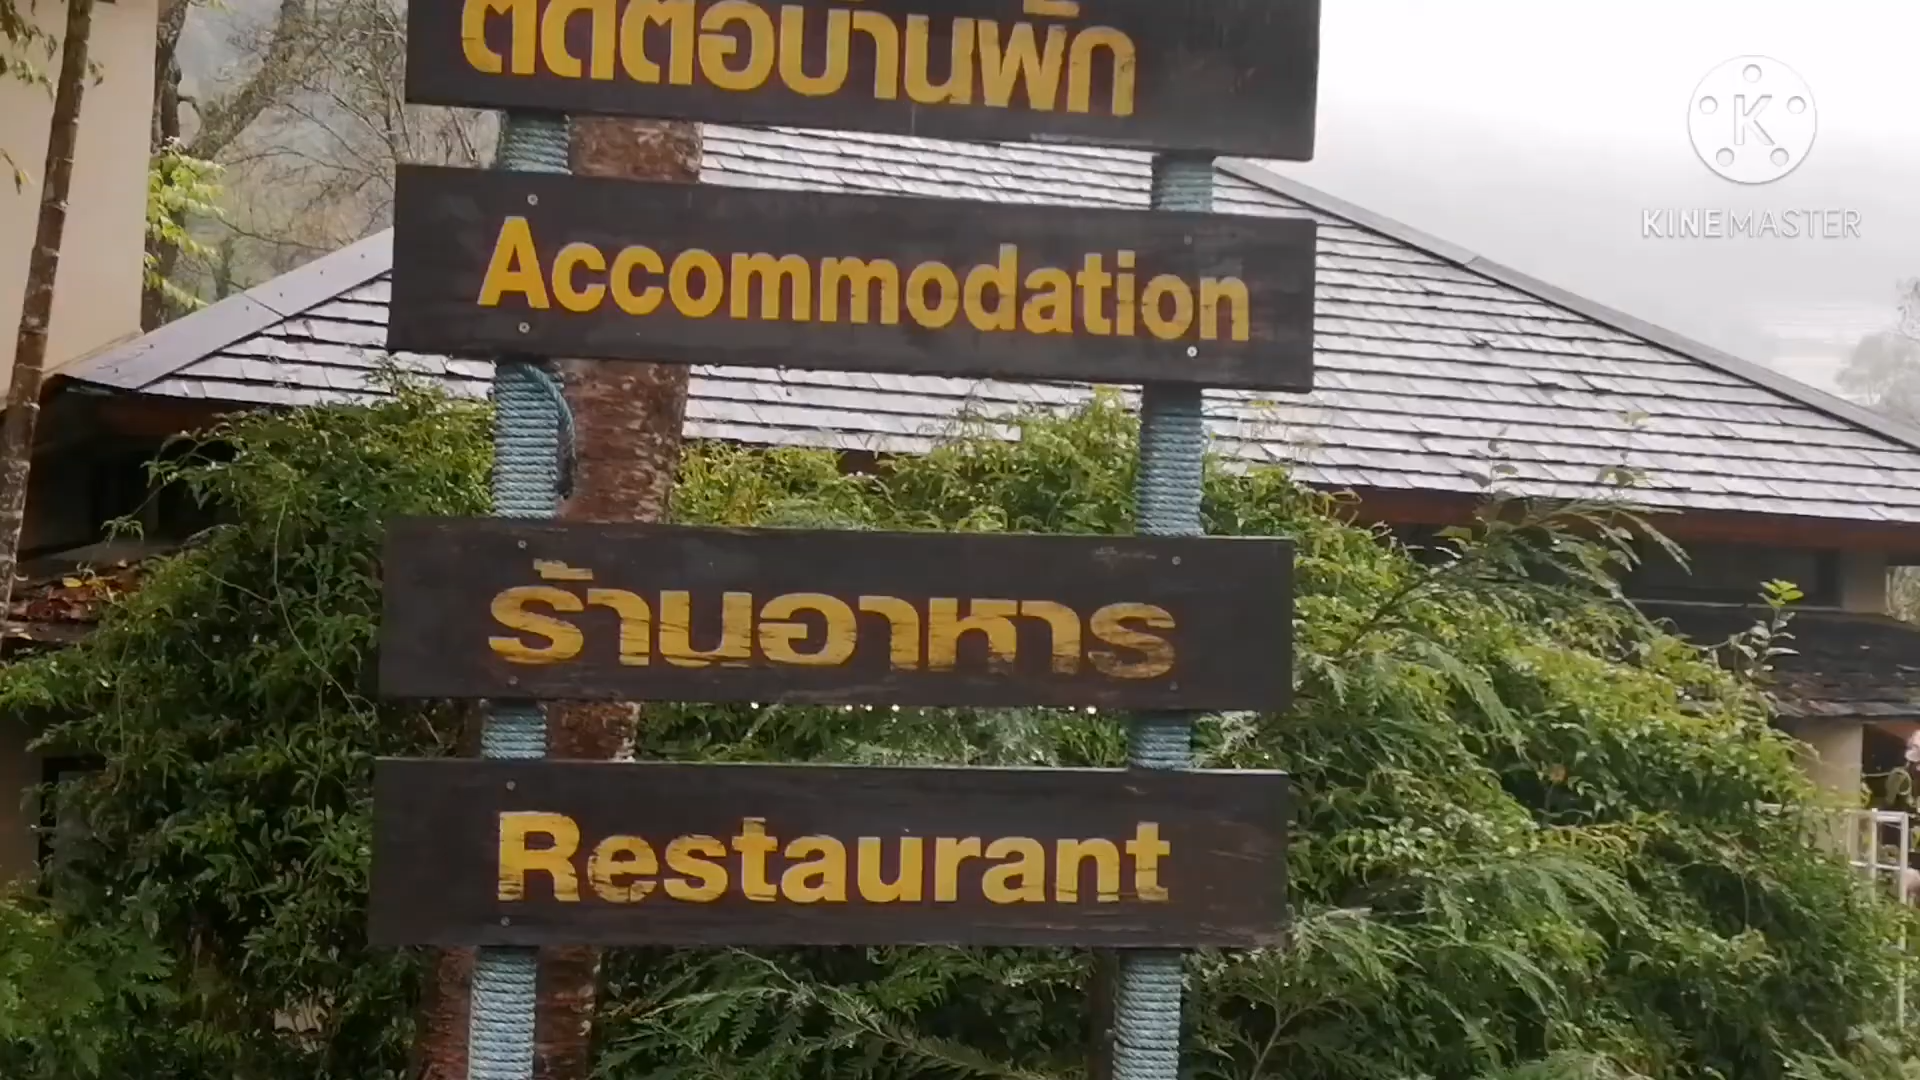 ติดต่อบ้านพัก
Accommodation
ร้านอาหาร
Restaurant
K
KINEMASTER